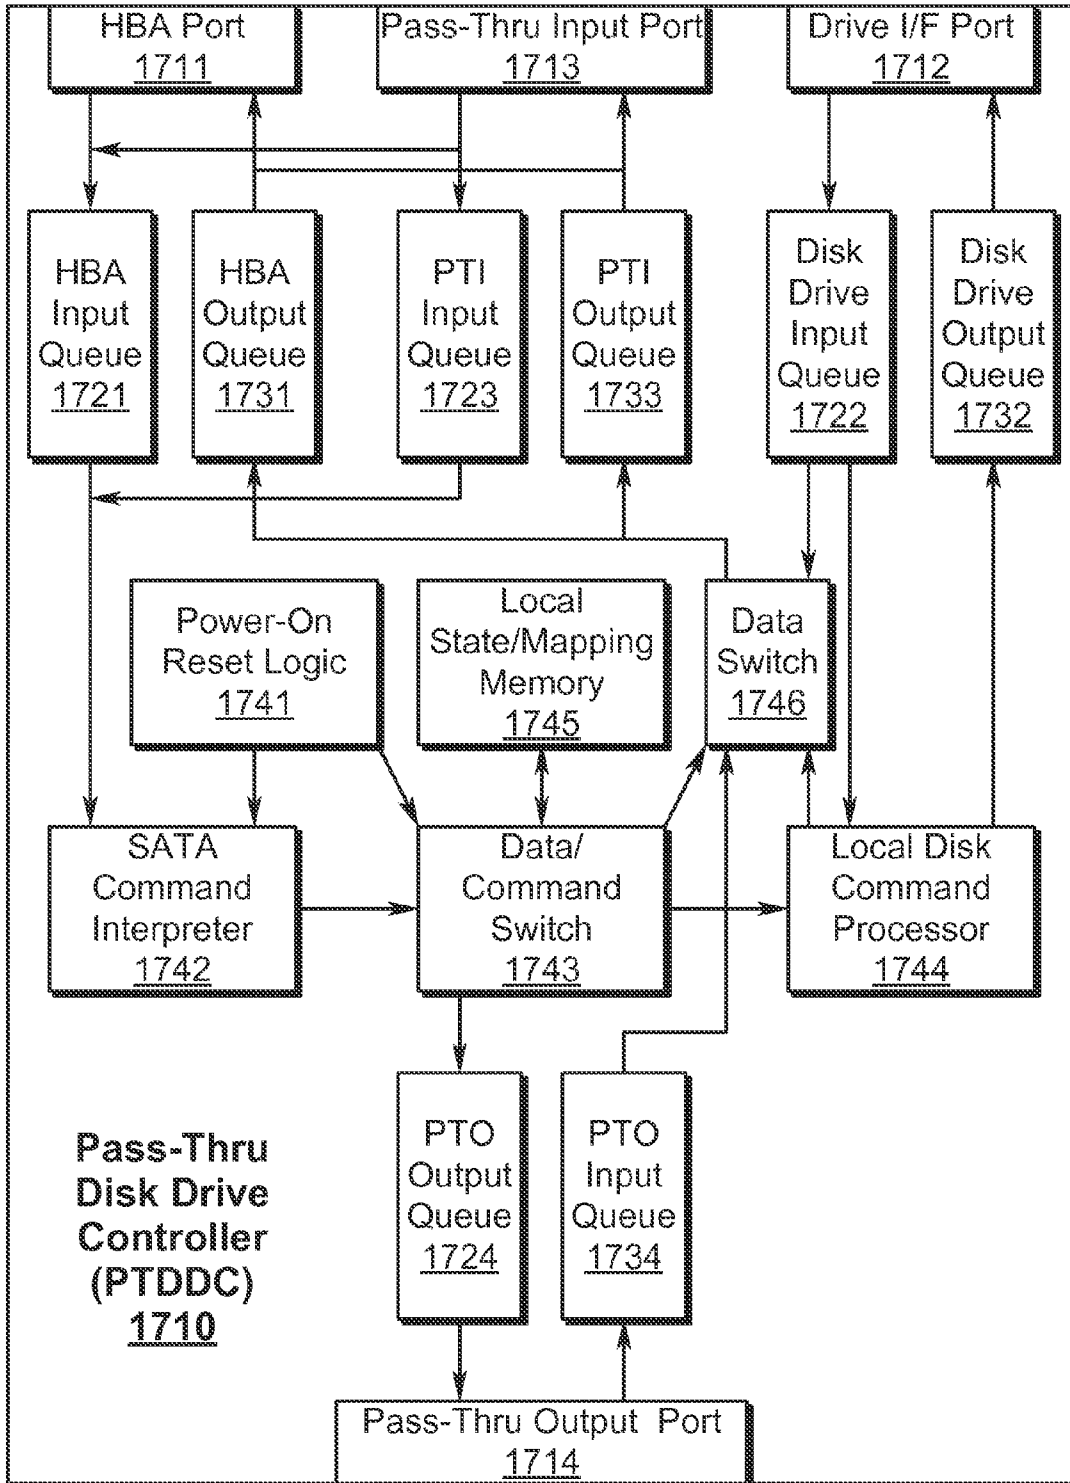 HBA Port
1711
Pass-Thru Input Port
1713
Drive I/F Port
1712
HBA
Input
Queue
1721
HBA
Output
Queue
1731
PTI
Input
Queue
1723
PTI
Output
Queue
1733
Disk
Drive
Input
Queue
1722
Disk
Drive
Output
Queue
1732
Power-On
Reset Logic
1741
Local
State/Mapping
Memory
1745
Data
Switch
1746
SATA
Command
Interpreter
1742
Data/
Command
Switch
1743
Local Disk
Command
Processor
1744
Pass-Thru
Disk Drive
Controller
(PTDDC)
1710
PTO
Output
Queue
1724
PTO
Input
Queue
1734
Pass-Thru Output Port
1714